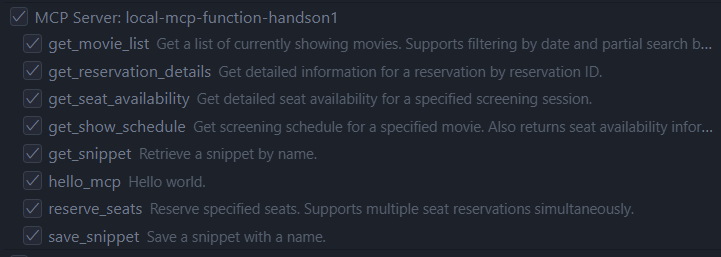 MCP Server: local-mcp-function-handson1
get_movie_list Get a list of currently showing movies. Supports filtering by date and partial search b...
get_reservation_details Get detailed information for a reservation by reservation ID.
get_seat_availability Get detailed seat availability for a specified screening session.
get_show_schedule Get screening schedule for a specified movie. Also returns seat availability infor...
get_snippet Retrieve a snippet by name.
hello_mcp Hello world.
reserve_seats Reserve specified seats. Supports multiple seat reservations simultaneously.
save_snippet Save a snippet with a name.